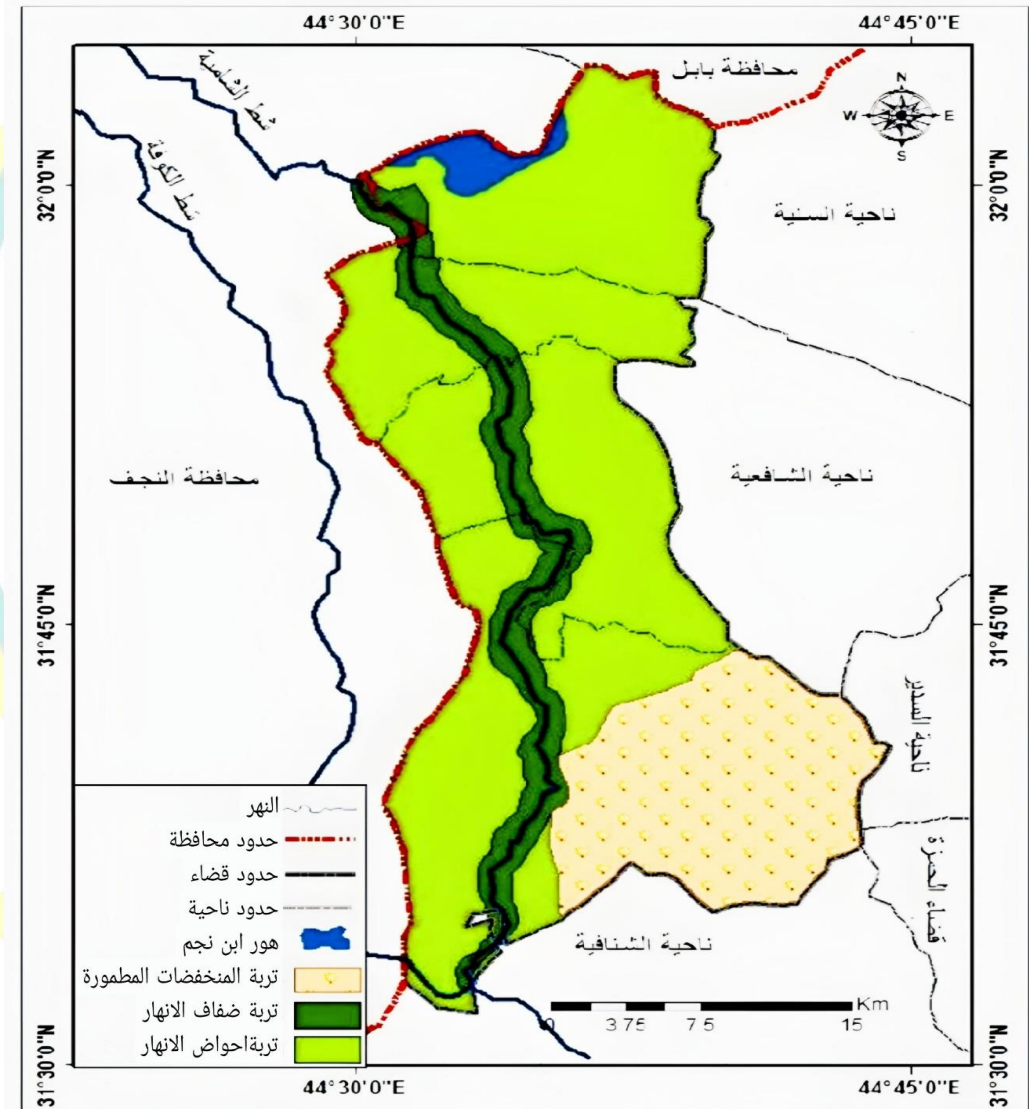 44°30'0"E
44°45'0"E
محافظة بابل
شط الشامية
شط الكوفة
N
W
E
S
32°0'0"N
32°0'0"N
ناحية السنية
محافظة النجف
ناحية الشافعية
31°45'0"N
31°45'0"N
ناحية السدير
قضاء الحمزة
ناحية الشنافية
النهر
حدود محافظة
حدود قضاء
حدود ناحية
هور ابن نجم
تربة المنخفضات المطمورة
تربة ضفاف الانهار
تربةاحواض الانهار
Km
0 3 75 7 5 15
31°30'0"N
31°30'0"N
44°30'0"E
44°45'0"E